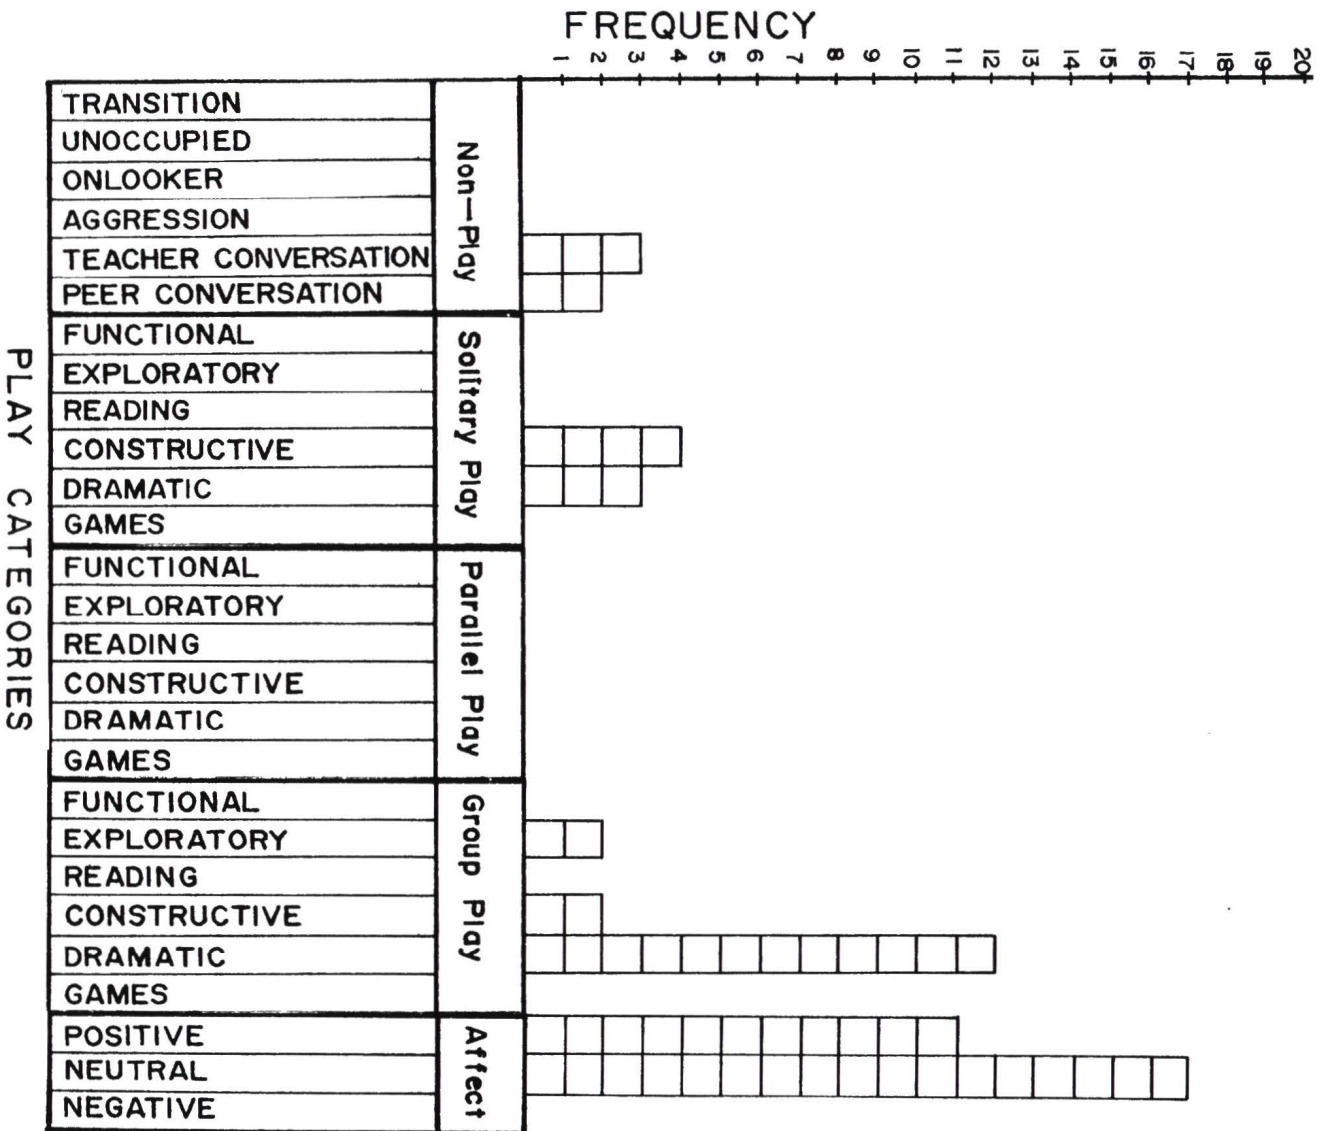 FREQUENCY
1 2 3 4 5 6 7 8 9 10 11 12 13 14 15 16 17 18 19 20
PLAY CATEGORIES
Non-Play
TRANSITION
UNOCCUPIED
ONLOOKER
AGGRESSION
TEACHER CONVERSATION
PEER CONVERSATION
Solitary Play
FUNCTIONAL
EXPLORATORY
READING
CONSTRUCTIVE
DRAMATIC
GAMES
Parallel Play
FUNCTIONAL
EXPLORATORY
READING
CONSTRUCTIVE
DRAMATIC
GAMES
Group Play
FUNCTIONAL
EXPLORATORY
READING
CONSTRUCTIVE
DRAMATIC
GAMES
Affect
POSITIVE
NEUTRAL
NEGATIVE